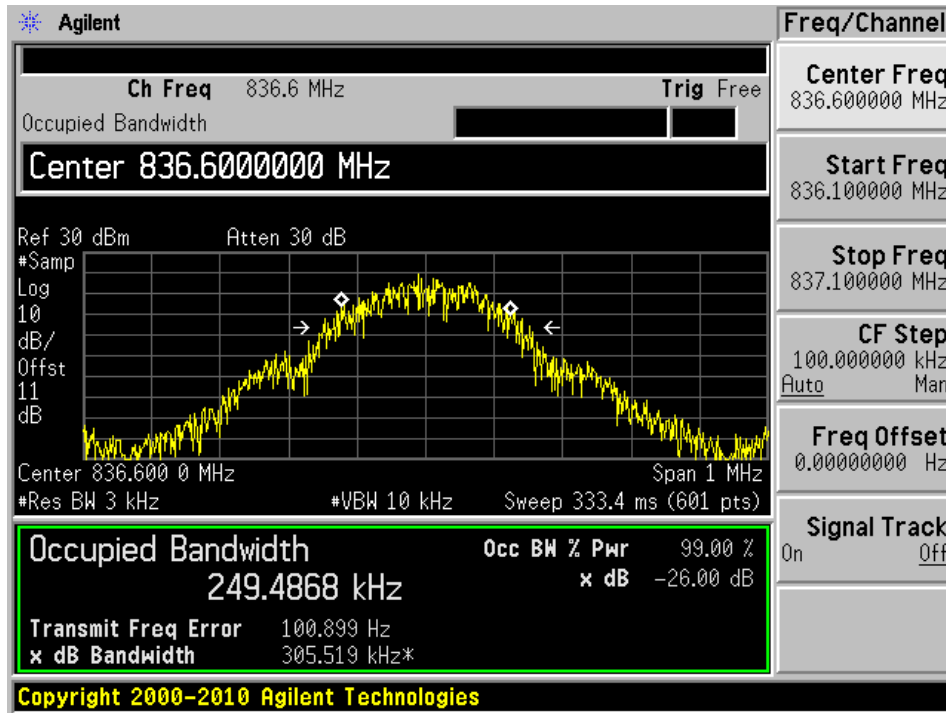 Agilent
Freq/Channel
Ch Freq 836.6 MHz Trig Free
Occupied Bandwidth
Center 836.6000000 MHz
Ref 30 dBm Atten 30 dB
#Samp
Log
10
dB/
Offst
11
dB
Center 836.600 0 MHz Span 1 MHz
#Res BW 3 kHz #VBW 10 kHz Sweep 333.4 ms (601 pts)
Occupied Bandwidth Occ BW % Pwr 99.00 %
249.4868 kHz x dB -26.00 dB
Transmit Freq Error 100.899 Hz
x dB Bandwidth 305.519 kHz*
Center Freq
836.600000 MHz
Start Freq
836.100000 MHz
Stop Freq
837.100000 MHz
CF Step
100.000000 kHz
Auto Man
Freq Offset
0.00000000 Hz
Signal Track
On Off
Copyright 2000-2010 Agilent Technologies